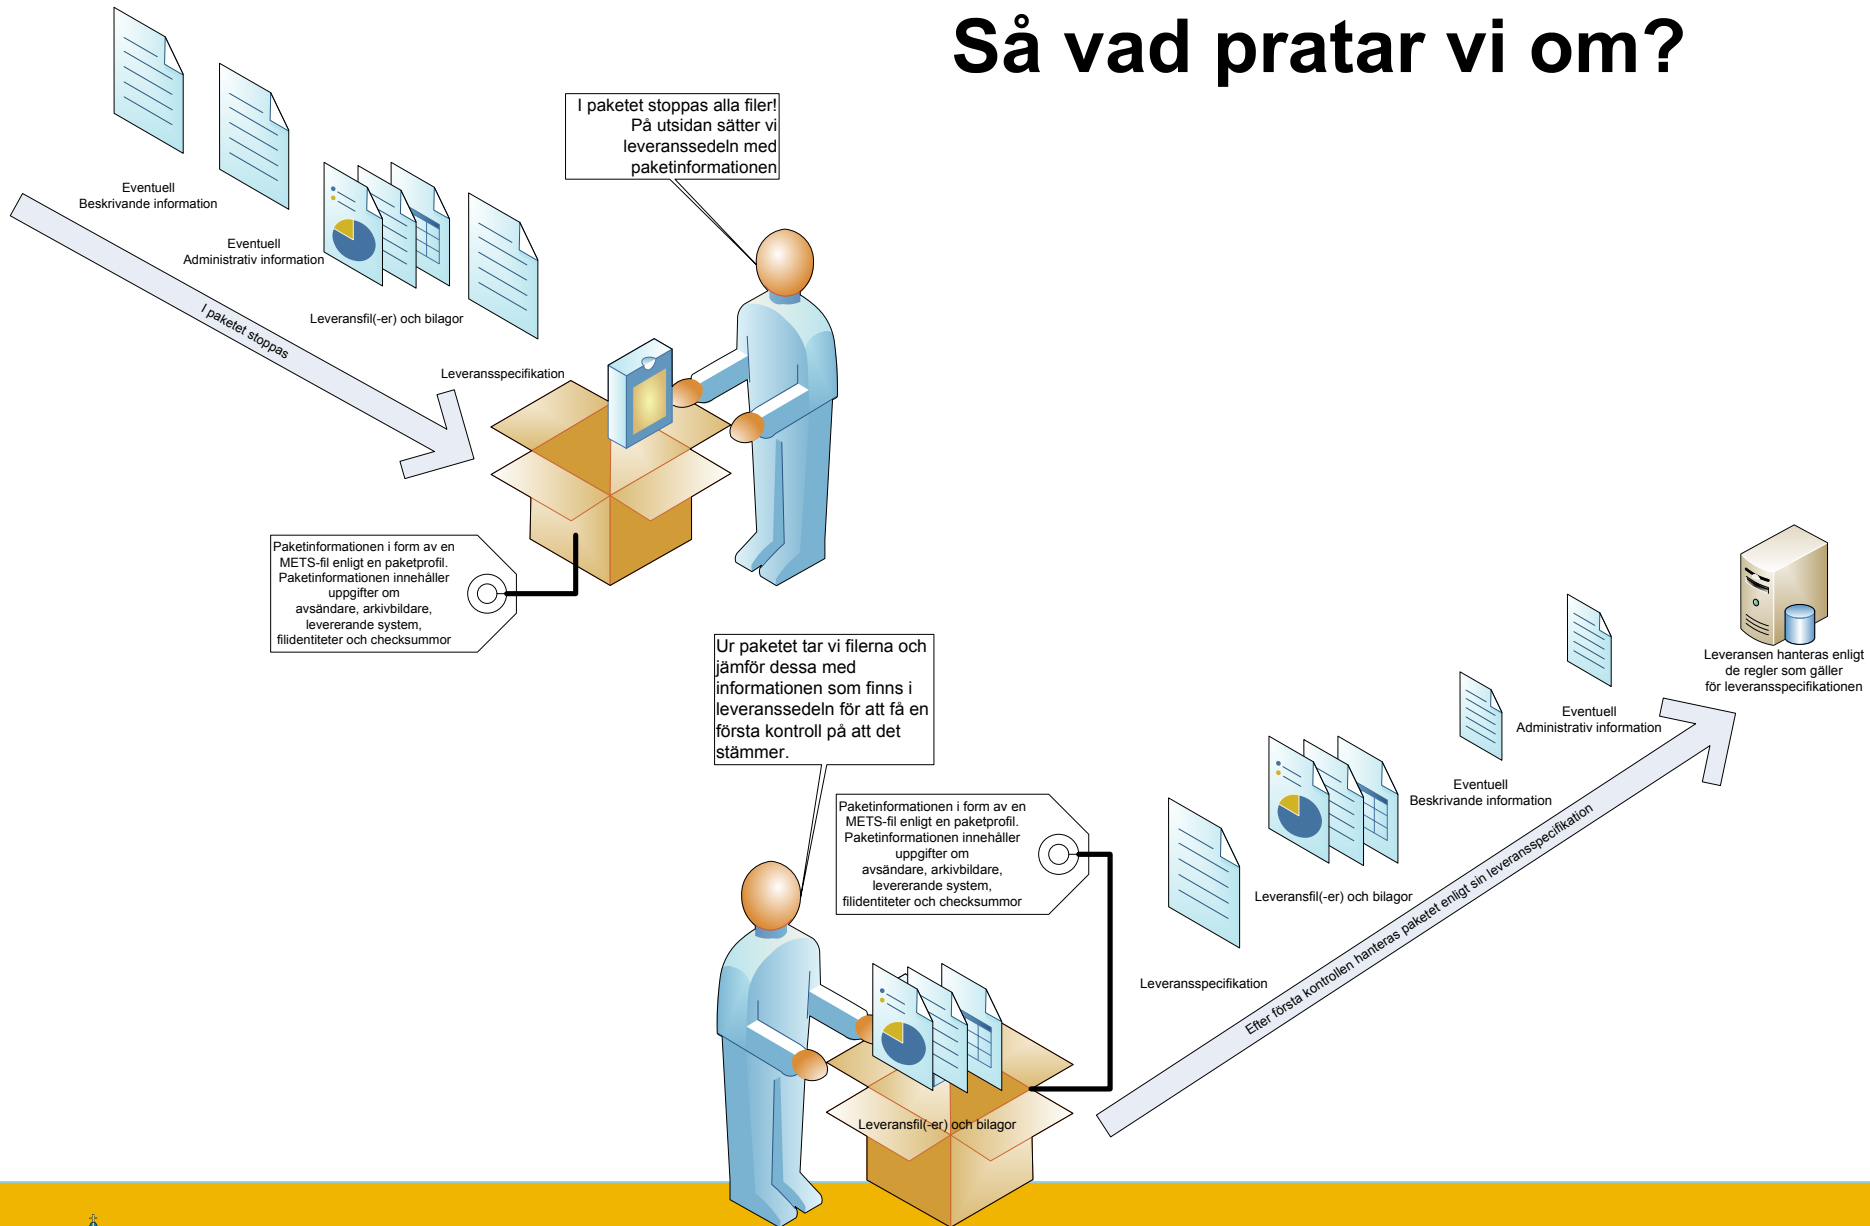 Så vad pratar vi om?
I paketet stoppas alla filer!
På utsidan sätter vi
leveranssedeln med
paketinformationen
Eventuell
Beskrivande information
Eventuell
Administrativ information
Leveransfil(-er) och bilagor
Leveransspecifikation
I paketet stoppas
Paketinformationen i form av en
METS-fil enligt en paketprofil.
Paketinformationen innehåller
uppgifter om
avsändare, arkivbildare,
levererande system,
filidentiteter och checksummor
Ur paketet tar vi filerna och
jämför dessa med
informationen som finns i
leveranssedeln för att få en
första kontroll på att det
stämmer.
Paketinformationen i form av en
METS-fil enligt en paketprofil.
Paketinformationen innehåller
uppgifter om
avsändare, arkivbildare,
levererande system,
filidentiteter och checksummor
Leveransfil(-er) och bilagor
Leveransspecifikation
Leveransfil(-er) och bilagor
Eventuell
Beskrivande information
Eventuell
Administrativ information
Efter första kontrollen hanteras paketet enligt sin leveransspecifikation
Leveransen hanteras enligt
de regler som gäller
för leveransspecifikationen